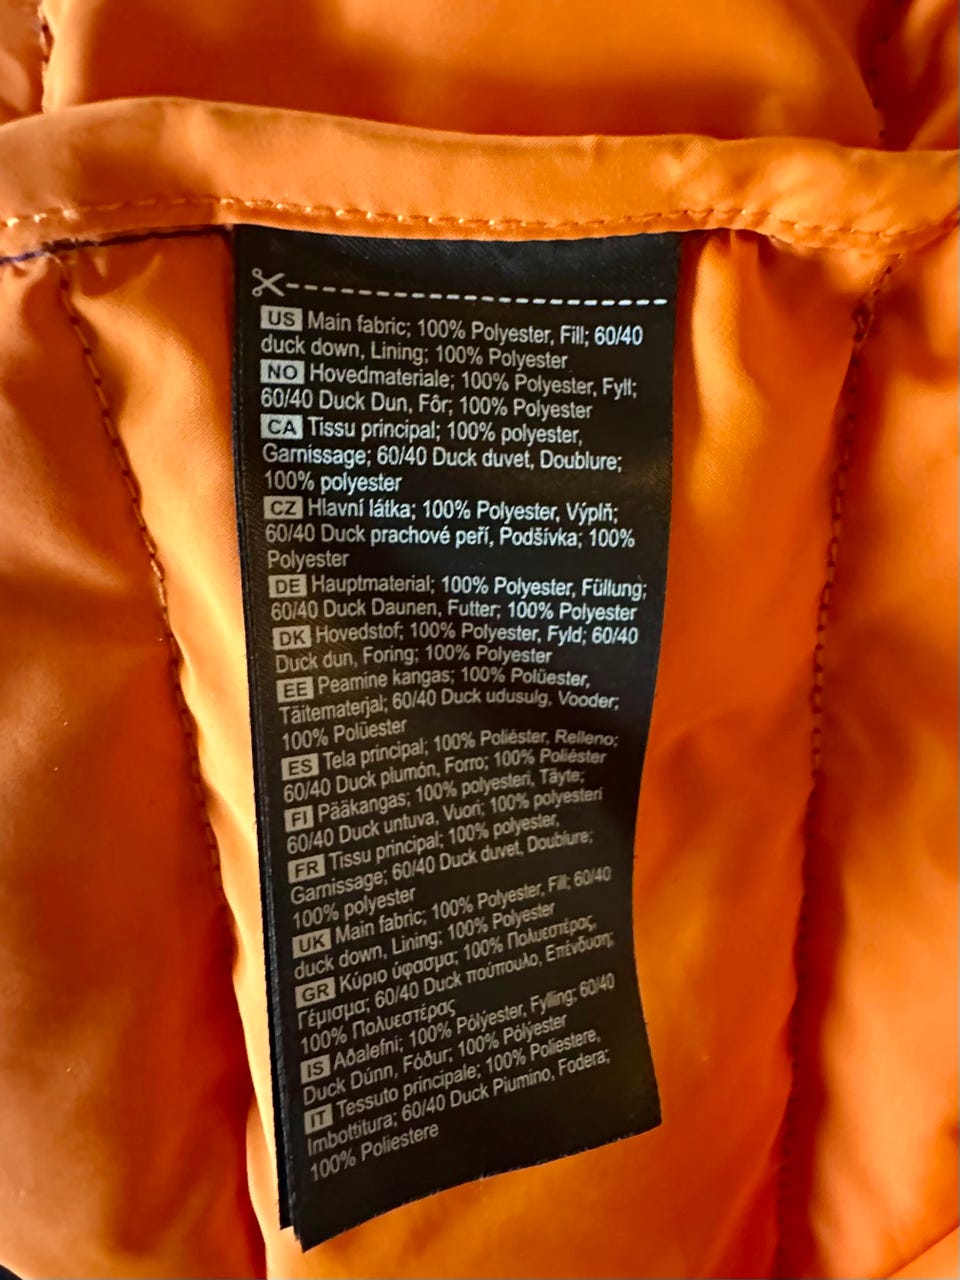 US Main fabric; 100% Polyester, Fill; 60/40
duck down, Lining; 100% Polyester
NO Hovedmateriale; 100% Polyester, Fyll;
60/40 Duck Dun, Fôr; 100% Polyester
CA Tissu principal; 100% polyester,
Garnissage; 60/40 Duck duvet, Doublure;
100% polyester
CZ Hlavní látka; 100% Polyester, Výplň;
60/40 Duck prachové peří, Podšívka; 100%
Polyester
DE Hauptmaterial; 100% Polyester, Füllung;
60/40 Duck Daunen, Futter; 100% Polyester
DK Hovedstof; 100% Polyester, Fyld; 60/40
Duck dun, Foring; 100% Polyester
EE Peamine kangas; 100% Polüester,
Täitematerjal; 60/40 Duck udusulg, Vooder;
100% Polüester
ES Tela principal; 100% Poliéster, Relleno;
60/40 Duck plumón, Forro; 100% Poliéster
FI Pääkangas; 100% polyesteri, Täyte;
60/40 Duck untuva, Vuori; 100% polyesteri
FR Tissu principal; 100% polyester,
Garnissage; 60/40 Duck duvet, Doublure;
100% polyester
UK Main fabric; 100% Polyester, Fill; 60/40
duck down, Lining; 100% Polyester
GR Κύριο ύφασμα; 100% Πολυεστέρας,
Γέμισμα; 60/40 Duck πούπουλο, Επένδυση;
100% Πολυεστέρας
IS Aðalefni; 100% Pólýester, Fylling; 60/40
Duck Dúnn, Fóður; 100% Pólýester
IT Tessuto principale; 100% Poliestere,
Imbottitura; 60/40 Duck Piumino, Fodera;
100% Poliestere